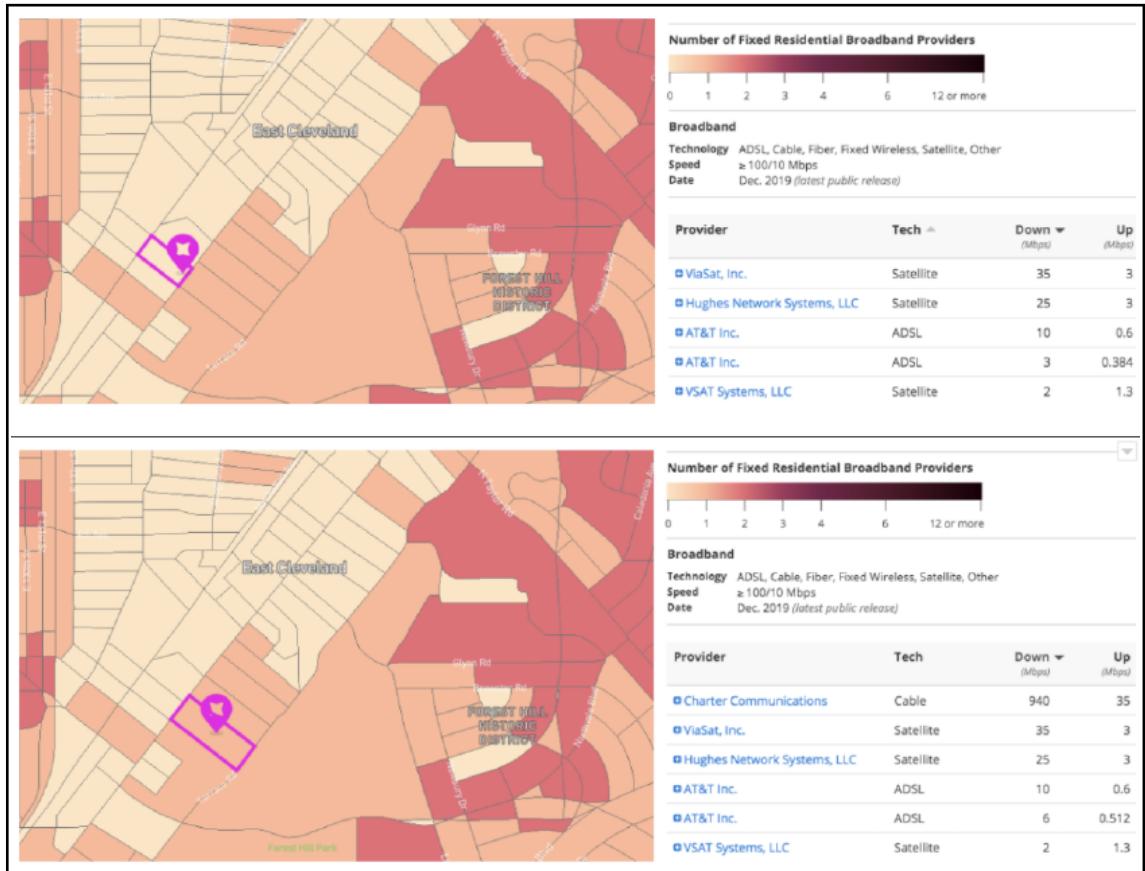 N Taylor Rd
East Cleveland
Glynn Rd
FOREST HILL
HISTORIC
DISTRICT
Terrace Rd
Number of Fixed Residential Broadband Providers
0 1 2 3 4 6 12 or more
Broadband
Technology ADSL, Cable, Fiber, Fixed Wireless, Satellite, Other
Speed ≥ 100/10 Mbps
Date Dec. 2019 (latest public release)
Provider Tech Down Up
(Mbps) (Mbps)
ViaSat, Inc. Satellite 35 3
Hughes Network Systems, LLC Satellite 25 3
AT&T Inc. ADSL 10 0.6
AT&T Inc. ADSL 3 0.384
VSAT Systems, LLC Satellite 2 1.3
N Taylor Rd
Caledonia Ave
East Cleveland
Glynn Rd
FOREST HILL
HISTORIC
DISTRICT
Forest Hill Park
Number of Fixed Residential Broadband Providers
0 1 2 3 4 6 12 or more
Broadband
Technology ADSL, Cable, Fiber, Fixed Wireless, Satellite, Other
Speed ≥ 100/10 Mbps
Date Dec. 2019 (latest public release)
Provider Tech Down Up
(Mbps) (Mbps)
Charter Communications Cable 940 35
ViaSat, Inc. Satellite 35 3
Hughes Network Systems, LLC Satellite 25 3
AT&T Inc. ADSL 10 0.6
AT&T Inc. ADSL 6 0.512
VSAT Systems, LLC Satellite 2 1.3